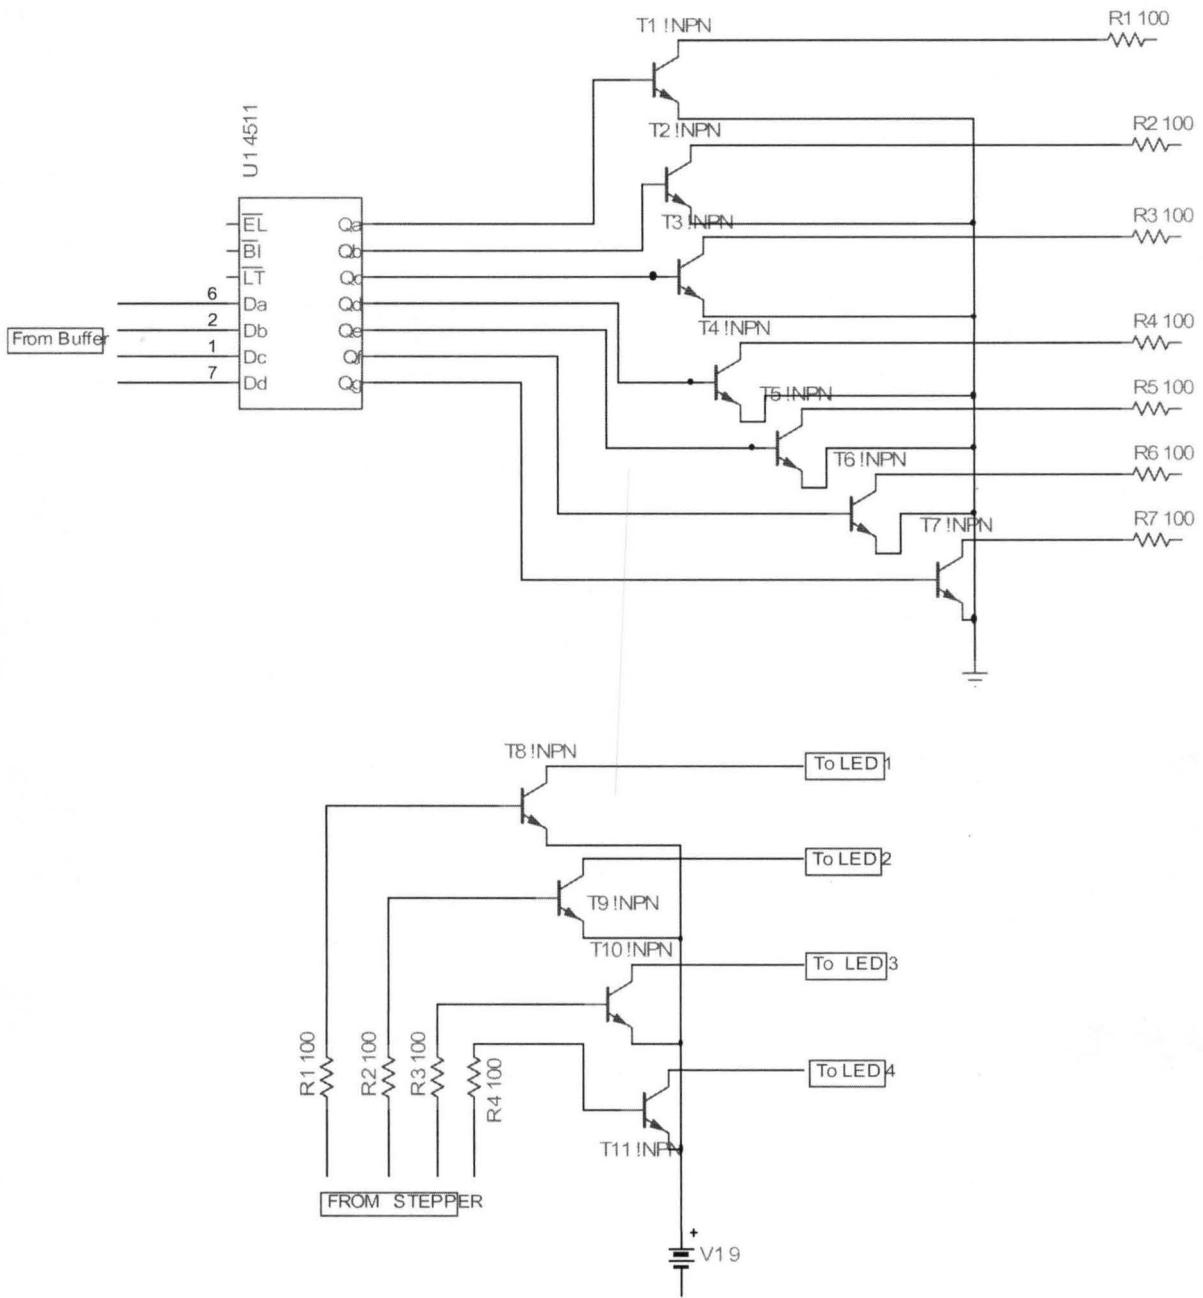 T1 !NPN
R1 100
U1 4511
T2 !NPN
R2 100
EL
BI
LT
Da
Db
Dc
Dd
Qa
Qb
Qc
Qd
Qe
Qf
Qg
6
2
1
7
From Buffer
T3 !NPN
R3 100
T4 !NPN
R4 100
T5 !NPN
R5 100
T6 !NPN
R6 100
T7 !NPN
R7 100
T8 !NPN
To LED 1
To LED 2
T9 !NPN
T10 !NPN
To LED 3
R1 100
R2 100
R3 100
R4 100
To LED 4
T11 !NPN
FROM STEPPER
+
V1 9